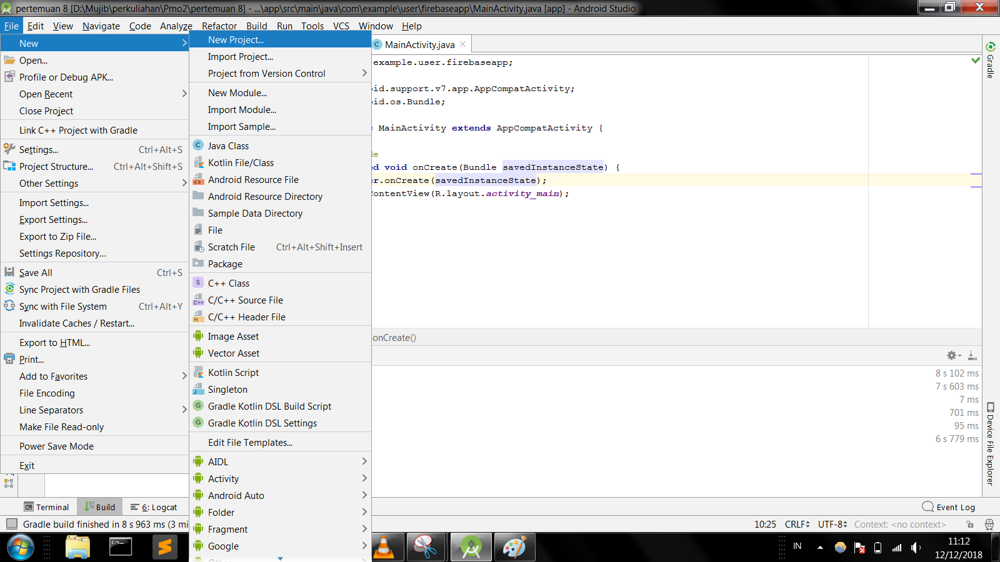 pertemuan 8 [D:\Mujib\perkuliahan\Pmo2\pertemuan 8] - ...\app\src\main\java\com\example\user\firebaseapp\MainActivity.java [app] - Android Studio
File Edit View Navigate Code Analyze Refactor Build Run Tools VCS Window Help
New
Open...
Profile or Debug APK...
Open Recent
Close Project
Link C++ Project with Gradle
Settings... Ctrl+Alt+S
Project Structure... Ctrl+Alt+Shift+S
Other Settings
Import Settings...
Export Settings...
Export to Zip File...
Settings Repository...
Save All Ctrl+S
Sync Project with Gradle Files
Sync with File System Ctrl+Alt+Y
Invalidate Caches / Restart...
Export to HTML...
Print...
Add to Favorites
File Encoding
Line Separators
Make File Read-only
Power Save Mode
Exit
New Project...
Import Project...
Project from Version Control
New Module...
Import Module...
Import Sample...
Java Class
Kotlin File/Class
Android Resource File
Android Resource Directory
Sample Data Directory
File
Scratch File Ctrl+Alt+Shift+Insert
Package
C++ Class
C/C++ Source File
C/C++ Header File
Image Asset
Vector Asset
Kotlin Script
Singleton
Gradle Kotlin DSL Build Script
Gradle Kotlin DSL Settings
Edit File Templates...
AIDL
Activity
Android Auto
Folder
Fragment
Google
MainActivity.java
example.user.firebaseapp;
oid.support.v7.app.AppCompatActivity;
oid.os.Bundle;
s MainActivity extends AppCompatActivity {
de
ed void onCreate(Bundle savedInstanceState) {
er.onCreate(savedInstanceState);
ContentView(R.layout.activity_main);
onCreate()
8 s 102 ms
7 s 603 ms
7 ms
701 ms
95 ms
6 s 779 ms
Gradle
Device File Explorer
Terminal Build 6: Logcat Event Log
Gradle build finished in 8 s 963 ms (3 mi 10:25 CRLF UTF-8 Context: <no context>
IN 11:12
12/12/2018